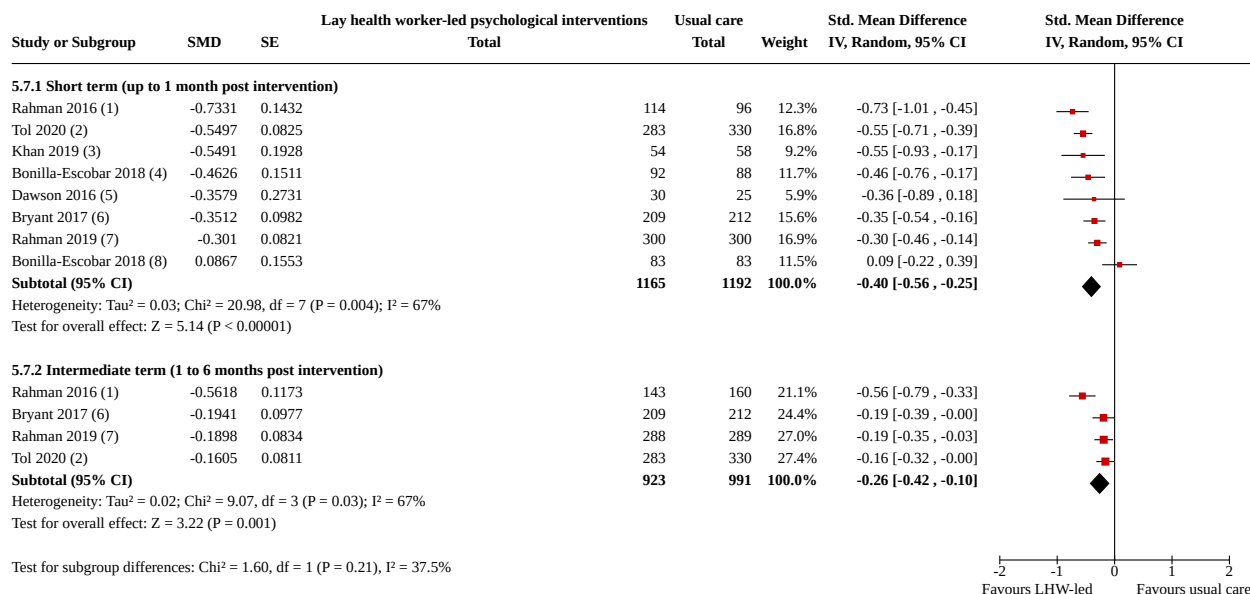 Lay health worker-led psychological interventions Usual care Std. Mean Difference Std. Mean Difference
Study or Subgroup SMD SE Total Total Weight IV, Random, 95% CI IV, Random, 95% CI
5.7.1 Short term (up to 1 month post intervention)
Rahman 2016 (1) -0.7331 0.1432 114 96 12.3% -0.73 [-1.01 , -0.45]
Tol 2020 (2) -0.5497 0.0825 283 330 16.8% -0.55 [-0.71 , -0.39]
Khan 2019 (3) -0.5491 0.1928 54 58 9.2% -0.55 [-0.93 , -0.17]
Bonilla-Escobar 2018 (4) -0.4626 0.1511 92 88 11.7% -0.46 [-0.76 , -0.17]
Dawson 2016 (5) -0.3579 0.2731 30 25 5.9% -0.36 [-0.89 , 0.18]
Bryant 2017 (6) -0.3512 0.0982 209 212 15.6% -0.35 [-0.54 , -0.16]
Rahman 2019 (7) -0.301 0.0821 300 300 16.9% -0.30 [-0.46 , -0.14]
Bonilla-Escobar 2018 (8) 0.0867 0.1553 83 83 11.5% 0.09 [-0.22 , 0.39]
Subtotal (95% CI) 1165 1192 100.0% -0.40 [-0.56 , -0.25]
Heterogeneity: Tau² = 0.03; Chi² = 20.98, df = 7 (P = 0.004); I² = 67%
Test for overall effect: Z = 5.14 (P < 0.00001)
5.7.2 Intermediate term (1 to 6 months post intervention)
Rahman 2016 (1) -0.5618 0.1173 143 160 21.1% -0.56 [-0.79 , -0.33]
Bryant 2017 (6) -0.1941 0.0977 209 212 24.4% -0.19 [-0.39 , -0.00]
Rahman 2019 (7) -0.1898 0.0834 288 289 27.0% -0.19 [-0.35 , -0.03]
Tol 2020 (2) -0.1605 0.0811 283 330 27.4% -0.16 [-0.32 , -0.00]
Subtotal (95% CI) 923 991 100.0% -0.26 [-0.42 , -0.10]
Heterogeneity: Tau² = 0.02; Chi² = 9.07, df = 3 (P = 0.03); I² = 67%
Test for overall effect: Z = 3.22 (P = 0.001)
Test for subgroup differences: Chi² = 1.60, df = 1 (P = 0.21), I² = 37.5%
-2 -1 0 1 2
Favours LHW-led Favours usual care